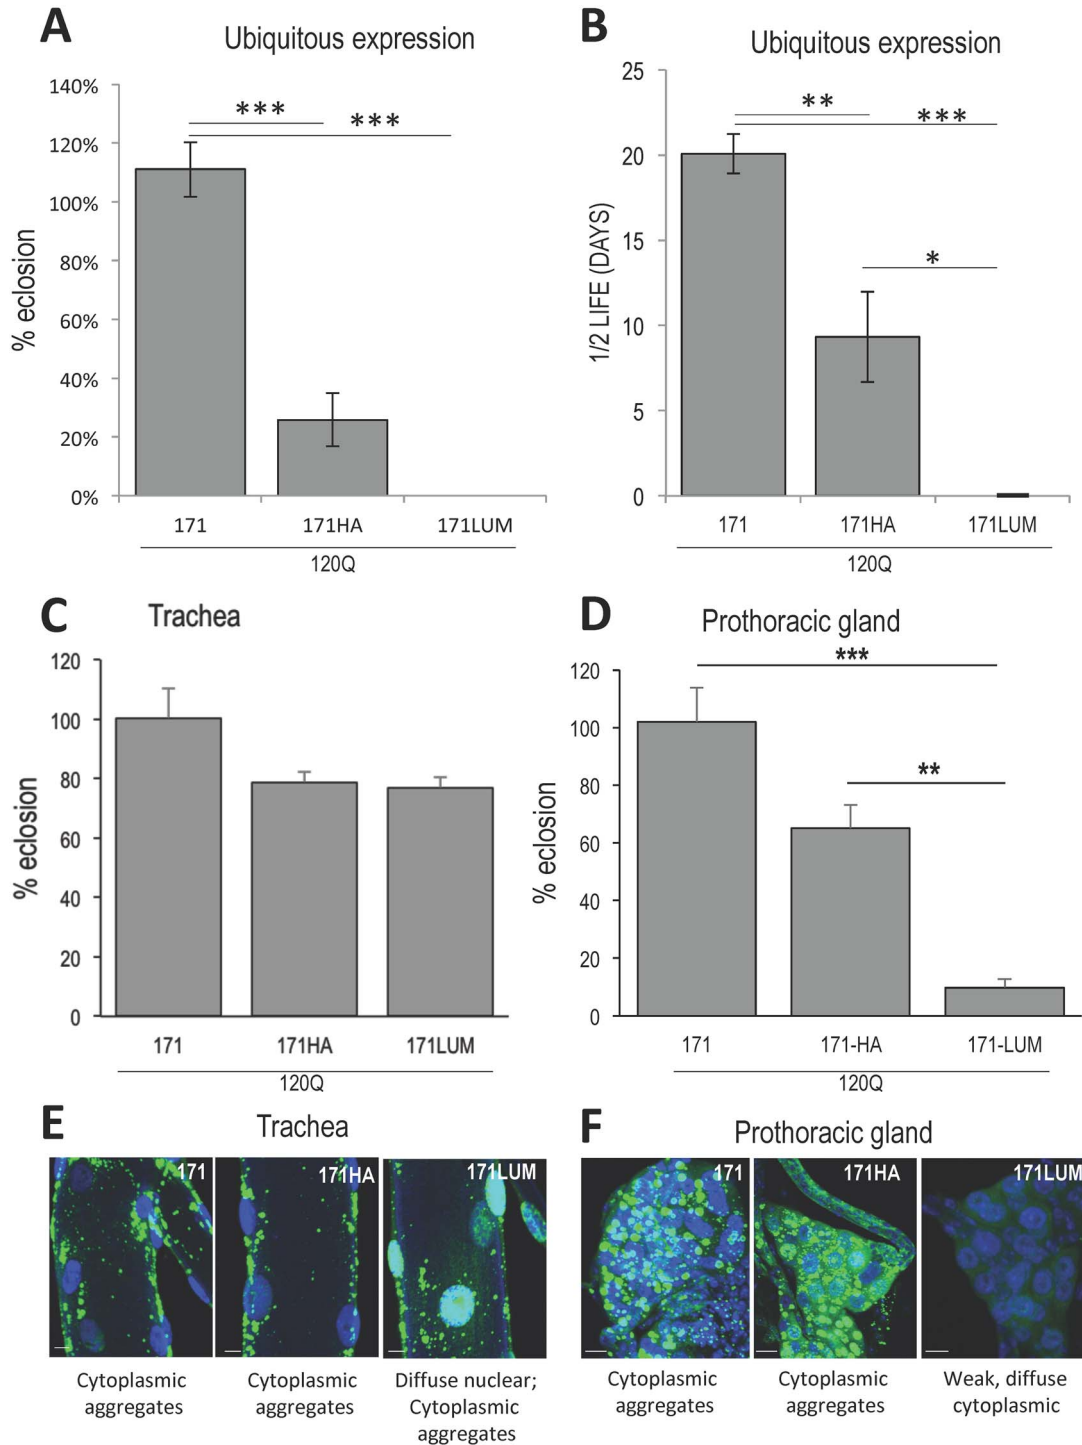 A
Ubiquitous expression
140%
120%
100%
80%
60%
40%
20%
0%
% eclosion
***
***
171
171HA
171LUM
120Q
B
Ubiquitous expression
25
20
15
10
5
0
1/2 LIFE (DAYS)
**
***
*
171
171HA
171LUM
120Q
C
Trachea
120
100
80
60
40
20
0
% eclosion
171
171HA
171LUM
120Q
D
Prothoracic gland
120
100
80
60
40
20
0
% eclosion
***
**
171
171-HA
171-LUM
120Q
E
Trachea
171
171HA
171LUM
Cytoplasmic
aggregates
Cytoplasmic
aggregates
Diffuse nuclear;
Cytoplasmic
aggregates
F
Prothoracic gland
171
171HA
171LUM
Cytoplasmic
aggregates
Cytoplasmic
aggregates
Weak, diffuse
cytoplasmic